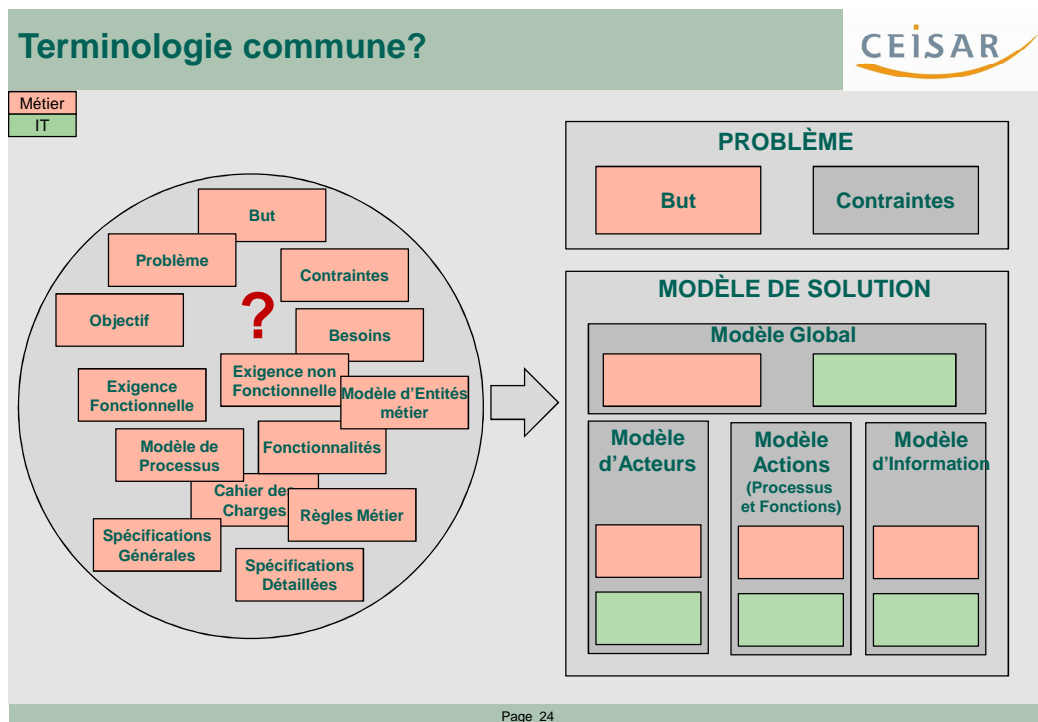 Terminologie commune?
CEISAR
Métier
IT
But
Problème
Contraintes
?
Objectif
Besoins
Exigence non
Fonctionnelle
Exigence
Fonctionnelle
Modèle d'Entités
métier
Modèle de
Processus
Fonctionnalités
Cahier des
Charges
Règles Métier
Spécifications
Générales
Spécifications
Détaillées
PROBLÈME
But
Contraintes
MODÈLE DE SOLUTION
Modèle Global
Modèle
d'Acteurs
Modèle
Actions
(Processus
et Fonctions)
Modèle
d'Information
Page 24